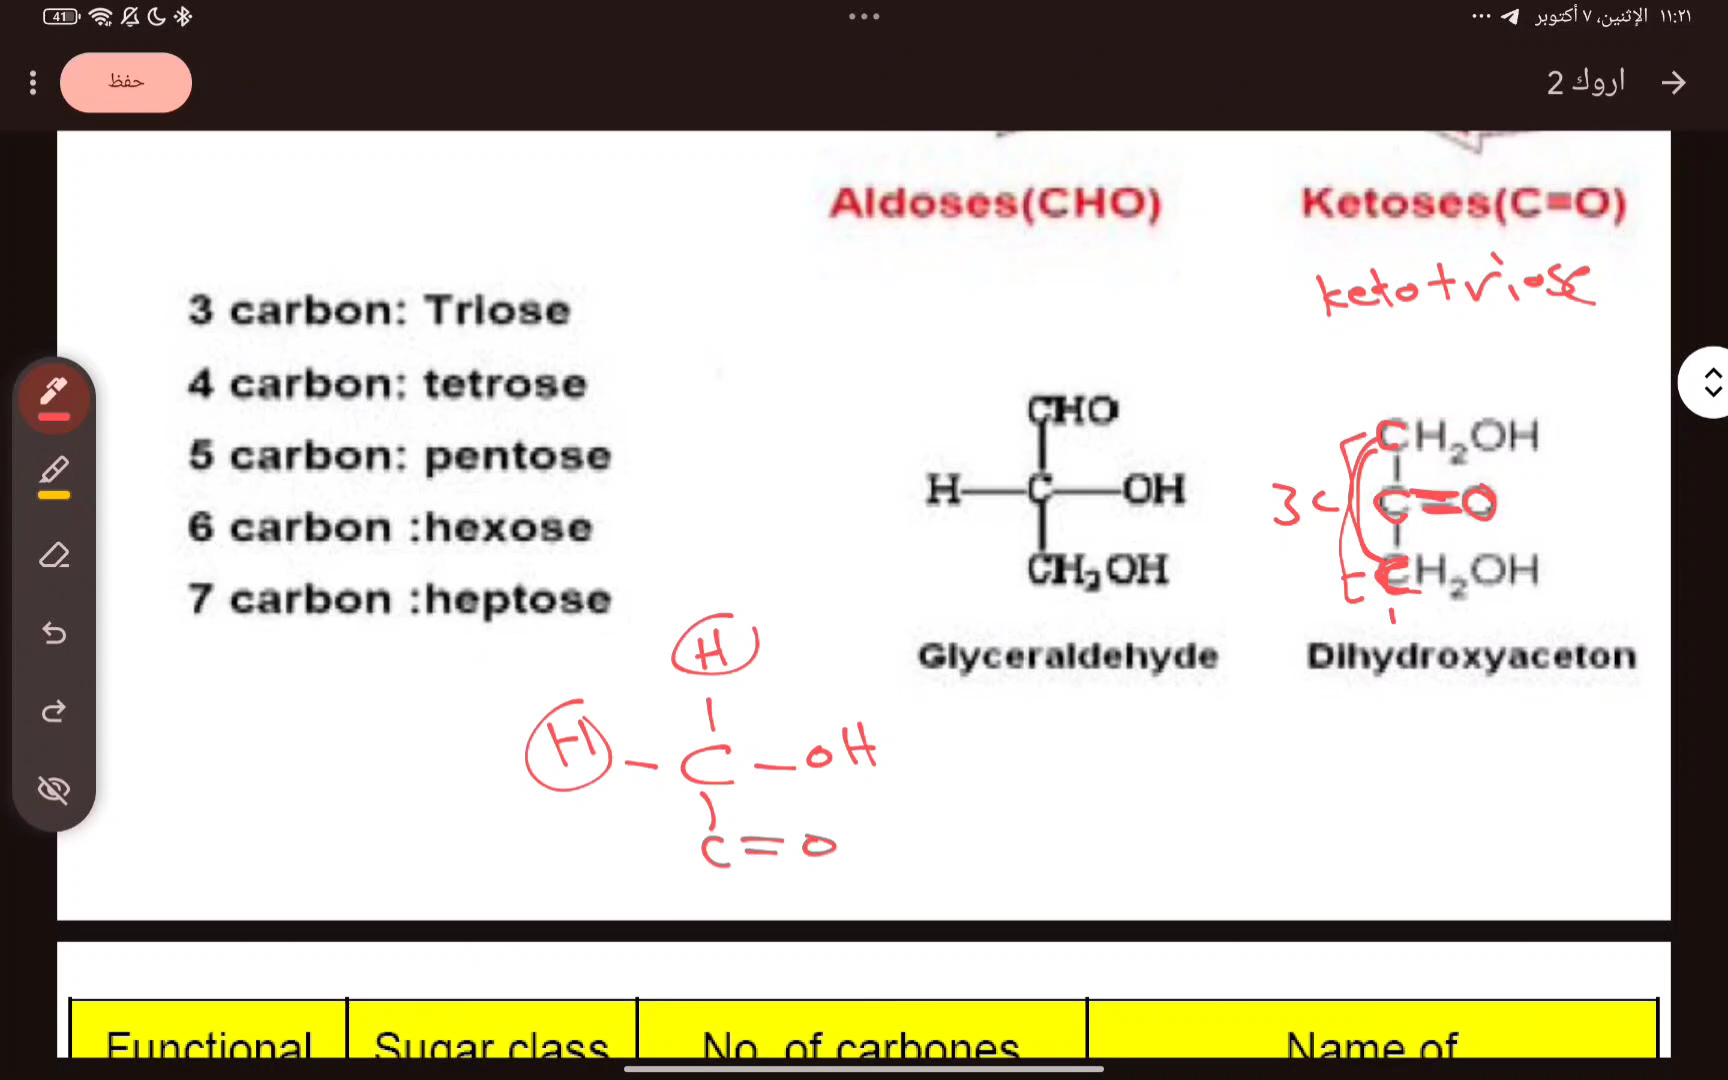 41
١١:٢١ الإثنين، ٧ أكتوبر
حفظ
اروك 2
Aldoses(CHO)
Ketoses(C=O)
ketotriose
3 carbon: Triose
4 carbon: tetrose
5 carbon: pentose
6 carbon :hexose
7 carbon :heptose
CHO
H—C—OH
CH₂OH
Glyceraldehyde
3C
CH₂OH
C=O
CH₂OH
Dihydroxyaceton
H
H - C - OH
C = O
Functional
Sugar class
No. of carbones
Name of